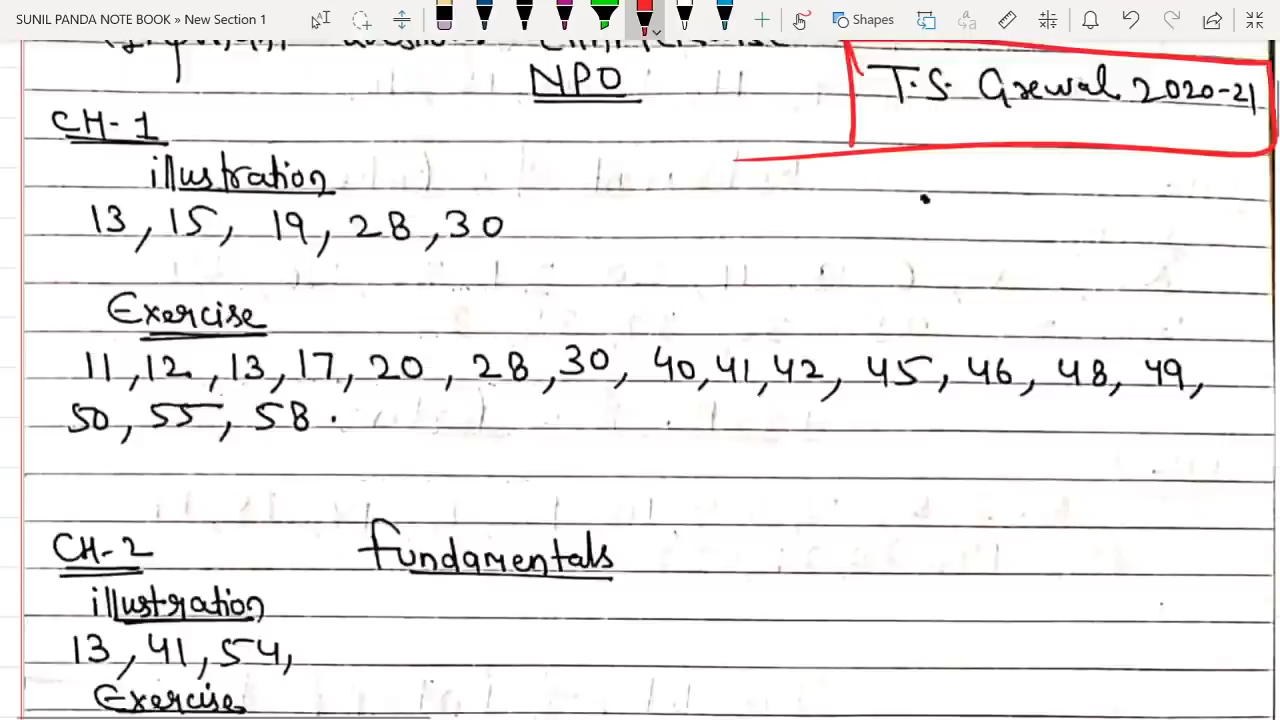 SUNIL PANDA NOTE BOOK » New Section 1
Shapes
NPO
T.S. Grewal 2020-21
CH-1
illustration
13, 15, 19, 28, 30
Exercise
11, 12, 13, 17, 20, 28, 30, 40, 41, 42, 45, 46, 48, 49,
50, 55, 58.
CH-2 Fundamentals
illustration
13, 41, 54,
Exercise